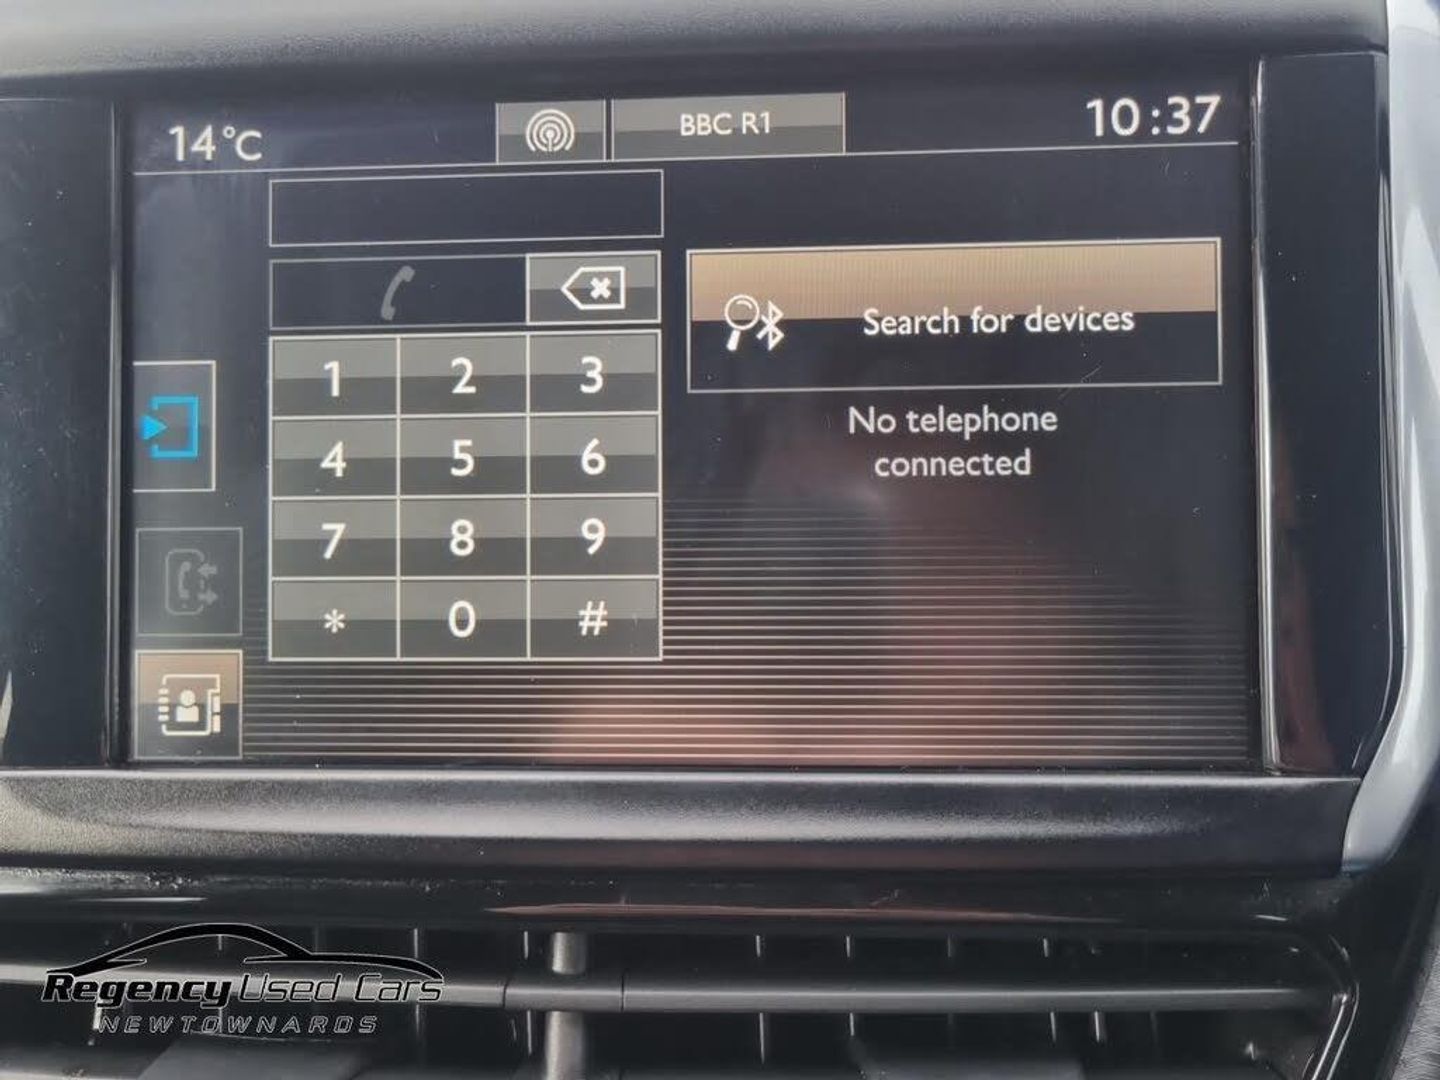 14°C
BBC R1
10:37
Search for devices
No telephone
connected
1 2 3
4 5 6
7 8 9
* 0 #
Regency Used Cars
NEWTOWNARDS